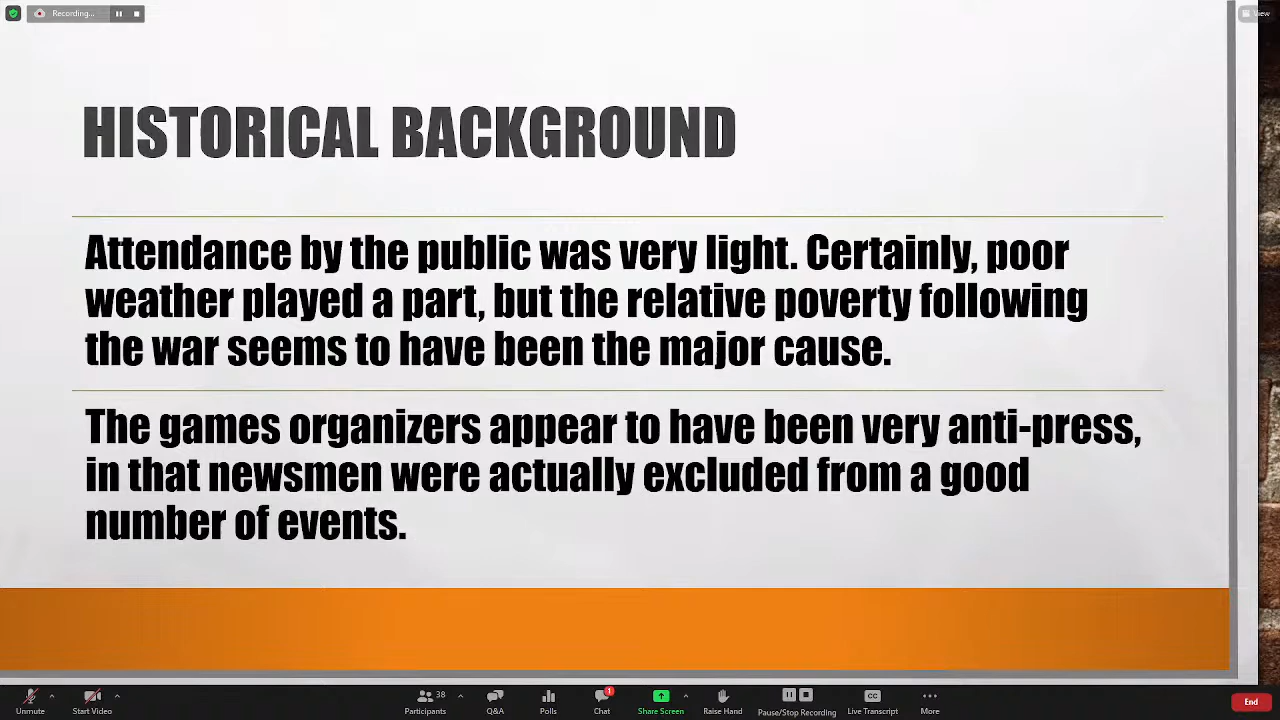 Recording...
View
HISTORICAL BACKGROUND
Attendance by the public was very light. Certainly, poor
weather played a part, but the relative poverty following
the war seems to have been the major cause.
The games organizers appear to have been very anti-press,
in that newsmen were actually excluded from a good
number of events.
Unmute
Start Video
38
Participants
Q&A
Polls
1
Chat
Share Screen
Raise Hand
Pause/Stop Recording
CC
Live Transcript
More
End